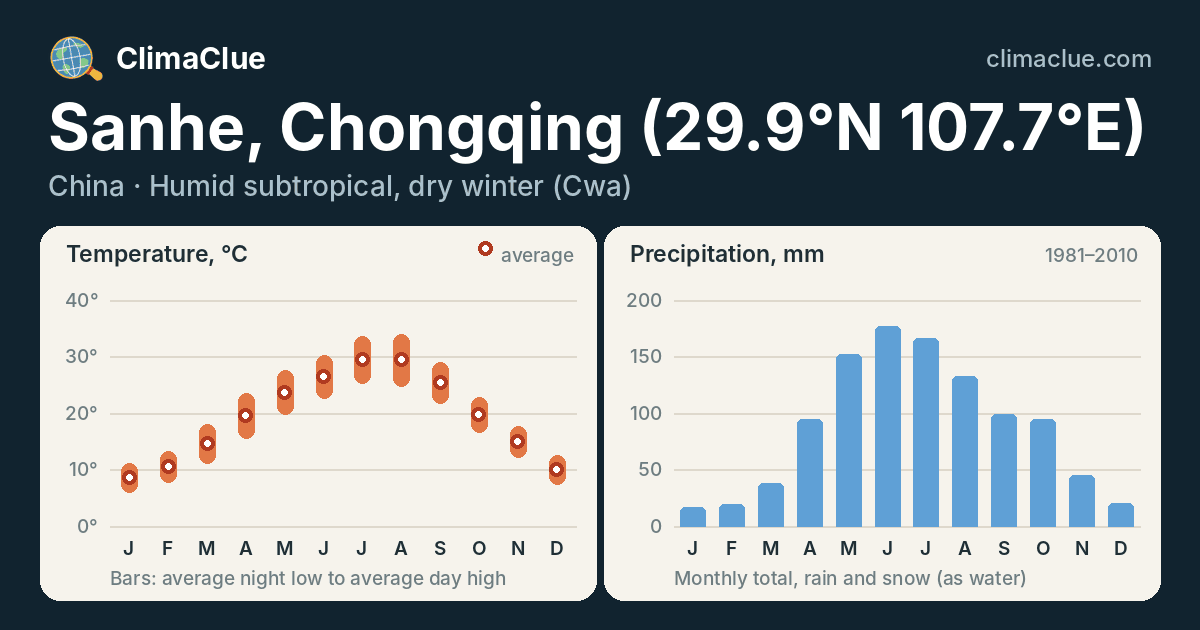 ClimaClue
climaclue.com
Sanhe, Chongqing (29.9°N 107.7°E)
China · Humid subtropical, dry winter (Cwa)
Temperature, °C
average
40°
30°
20°
10°
0°
J F M A M J J A S O N D
Bars: average night low to average day high
Precipitation, mm
1981–2010
200
150
100
50
0
J F M A M J J A S O N D
Monthly total, rain and snow (as water)